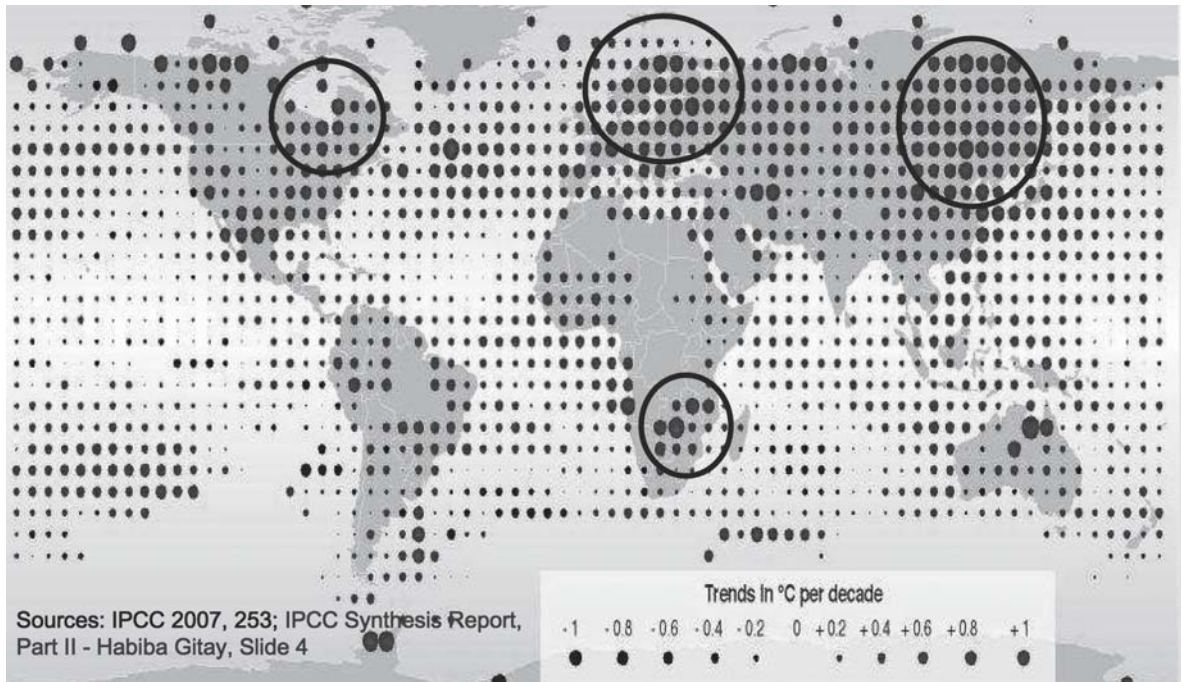 Sources: IPCC 2007, 253; IPCC Synthesis Report,
Part II - Habiba Gitay, Slide 4
Trends In °C per decade
- 1 - 0.8 - 0.6 - 0.4 - 0.2 0 + 0.2 + 0.4 + 0.6 + 0.8 + 1